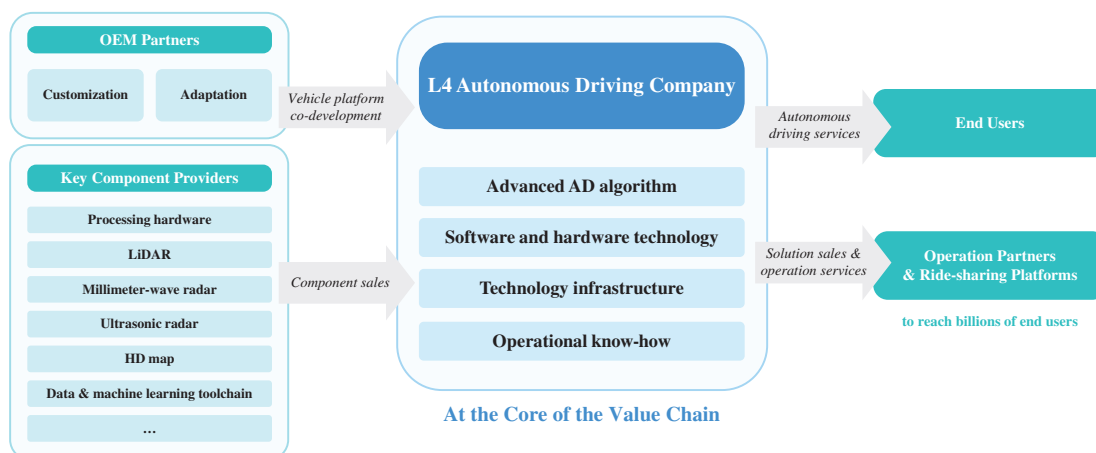 OEM Partners
Customization
Adaptation
Vehicle platform
co-development
Key Component Providers
Processing hardware
LiDAR
Millimeter-wave radar
Ultrasonic radar
HD map
Data & machine learning toolchain
...
Component sales
L4 Autonomous Driving Company
Advanced AD algorithm
Software and hardware technology
Technology infrastructure
Operational know-how
At the Core of the Value Chain
Autonomous
driving services
End Users
Solution sales &
operation services
Operation Partners
& Ride-sharing Platforms
to reach billions of end users